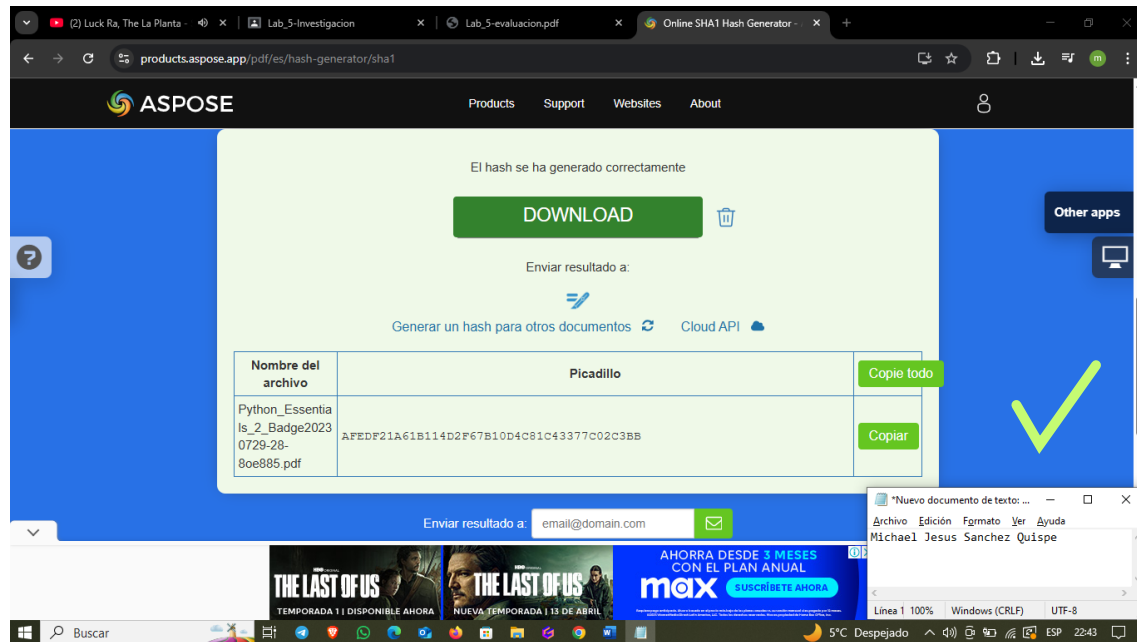 (2) Luck Ra, The La Planta -
Lab_5-Investigacion
Lab_5-evaluacion.pdf
Online SHA1 Hash Generator -
products.aspose.app/pdf/es/hash-generator/sha1
m
ASPOSE
Products
Support
Websites
About
El hash se ha generado correctamente
DOWNLOAD
Other apps
Enviar resultado a:
Generar un hash para otros documentos
Cloud API
Nombre del
archivo
Picadillo
Copie todo
Python_Essentia
ls_2_Badge2023
0729-28-
8oe885.pdf
AFEDF21A61B114D2F67B10D4C81C43377C02C3BB
Copiar
Enviar resultado a:
email@domain.com
*Nuevo documento de texto: ...
Archivo Edición Formato Ver Ayuda
Michael Jesus Sanchez Quispe
Línea 1 100% Windows (CRLF) UTF-8
THE LAST OF US
TEMPORADA 1 | DISPONIBLE AHORA
THE LAST OF US
NUEVA TEMPORADA | 13 DE ABRIL
AHORRA DESDE 3 MESES
CON EL PLAN ANUAL
max
SUSCRÍBETE AHORA
Buscar
5°C Despejado
ESP
22:43